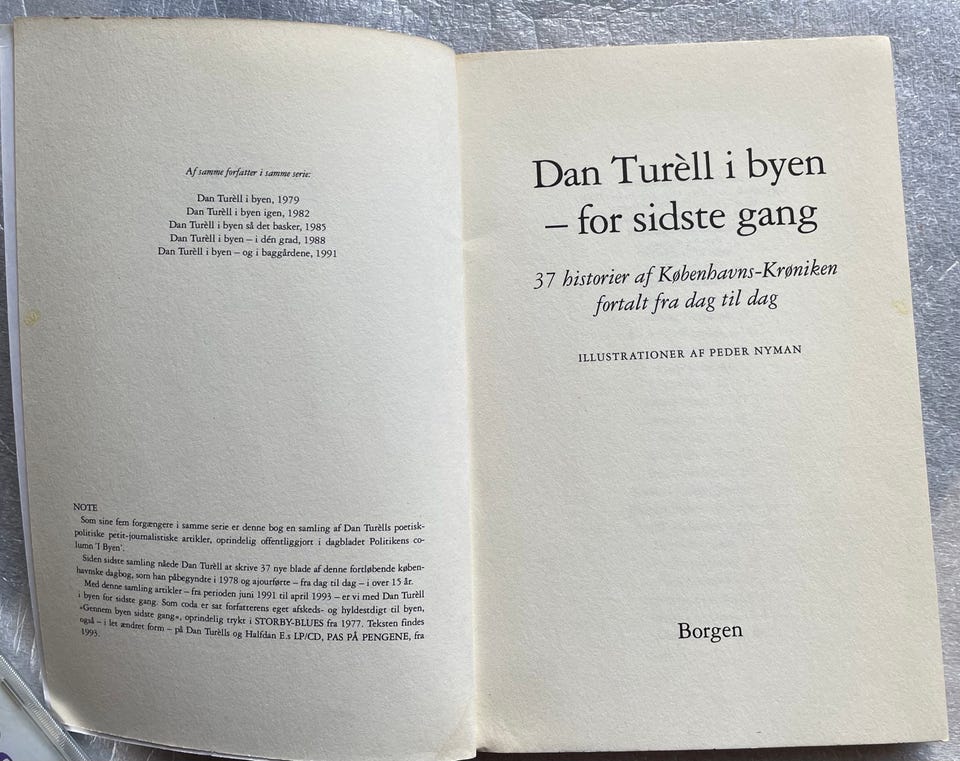 Af samme forfatter i samme serie:
Dan Turèll i byen, 1979
Dan Turèll i byen igen, 1982
Dan Turèll i byen så det basker, 1985
Dan Turèll i byen – i dén grad, 1988
Dan Turèll i byen – og i baggårdene, 1991
NOTE
Som sine fem forgængere i samme serie er denne bog en samling af Dan Turèlls poetisk-
politiske petit-journalistiske artikler, oprindelig offentliggjort i dagbladet Politikens co-
lumn 'I Byen'.
Siden sidste samling nåede Dan Turèll at skrive 37 nye blade af denne fortløbende køben-
havnske dagbog, som han påbegyndte i 1978 og ajourførte – fra dag til dag – i over 15 år.
Med denne samling artikler – fra perioden juni 1991 til april 1993 – er vi med Dan Turèll
i byen for sidste gang. Som coda er sat forfatterens eget afskeds- og hyldestdigt til byen,
»Gennem byen sidste gang«, oprindelig trykt i STORBY-BLUES fra 1977. Teksten findes
også – i let ændret form – på Dan Turèlls og Halfdan E.s LP/CD, PAS PÅ PENGENE, fra
1993.
Dan Turèll i byen
– for sidste gang
37 historier af Københavns-Krøniken
fortalt fra dag til dag
ILLUSTRATIONER AF PEDER NYMAN
Borgen